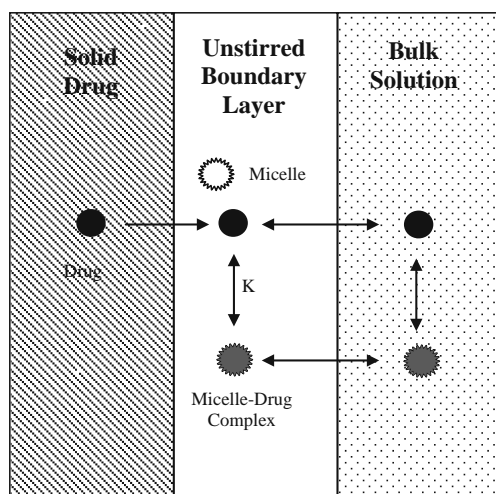 Solid
Drug
Unstirred
Boundary
Layer
Bulk
Solution
Micelle
Drug
K
Micelle-Drug
Complex